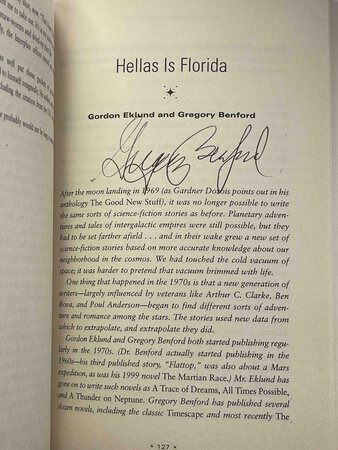 Hellas Is Florida
Gordon Eklund and Gregory Benford
Gregory Benford
After the moon landing in 1969 (as Gardner Dozois points out in his
anthology The Good New Stuff), it was no longer possible to write
the same sorts of science-fiction stories as before. Planetary adven-
tures and tales of intergalactic empires were still possible, but they
had to be set farther afield . . . and in their wake grew a new set of
science-fiction stories based on more accurate knowledge about our
neighborhood in the cosmos. We had touched the cold vacuum of
space; it was harder to pretend that vacuum brimmed with life.
One thing that happened in the 1970s is that a new generation of
writers—largely influenced by veterans like Arthur C. Clarke, Ben
Bova, and Poul Anderson—began to find different sorts of adven-
ture and romance among the stars. The stories used new data from
which to extrapolate, and extrapolate they did.
Gordon Eklund and Gregory Benford both started publishing regu-
larly in the 1970s. (Dr. Benford actually started publishing in the
1960s—his third published story, "Flattop," was also about a Mars
expedition, as was his 1999 novel The Martian Race.) Mr. Eklund has
gone on to write such novels as A Trace of Dreams, All Times Possible,
and A Thunder on Neptune. Gregory Benford has published several
dozen novels, including the classic Timescape and most recently The
• 127 •